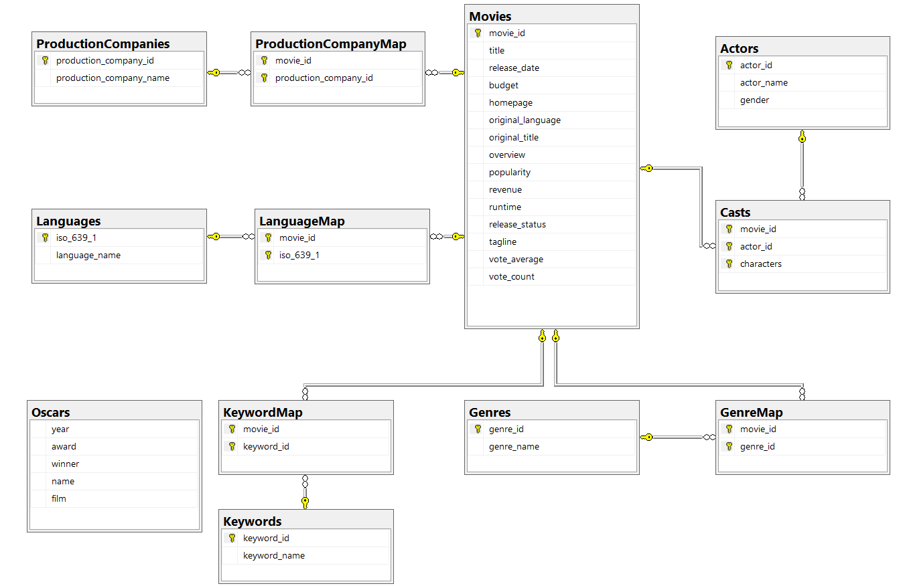 ProductionCompanies
production_company_id
production_company_name
ProductionCompanyMap
movie_id
production_company_id
Movies
movie_id
title
release_date
budget
homepage
original_language
original_title
overview
popularity
revenue
runtime
release_status
tagline
vote_average
vote_count
Actors
actor_id
actor_name
gender
Languages
iso_639_1
language_name
LanguageMap
movie_id
iso_639_1
Casts
movie_id
actor_id
characters
Oscars
year
award
winner
name
film
KeywordMap
movie_id
keyword_id
Genres
genre_id
genre_name
GenreMap
movie_id
genre_id
Keywords
keyword_id
keyword_name